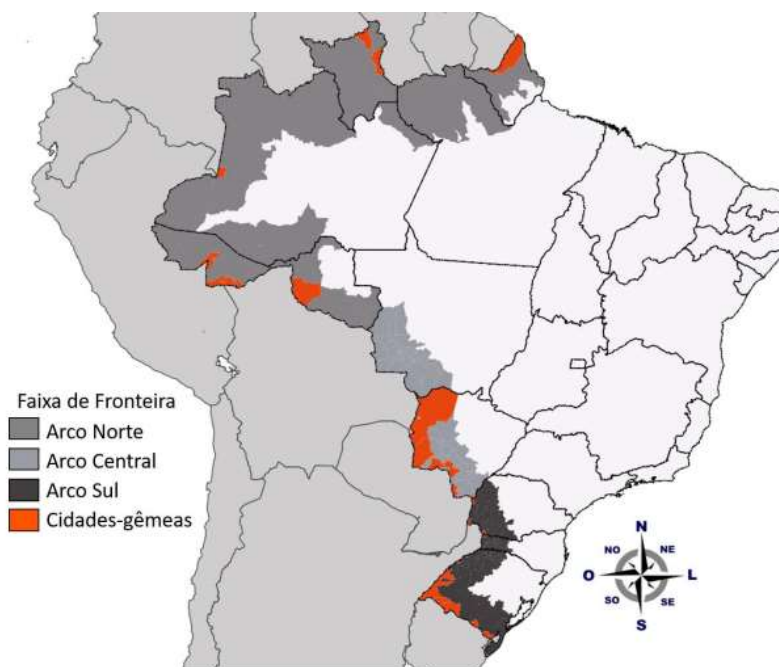 Faixa de Fronteira
Arco Norte
Arco Central
Arco Sul
Cidades-gêmeas
N
NO NE
O L
SO SE
S